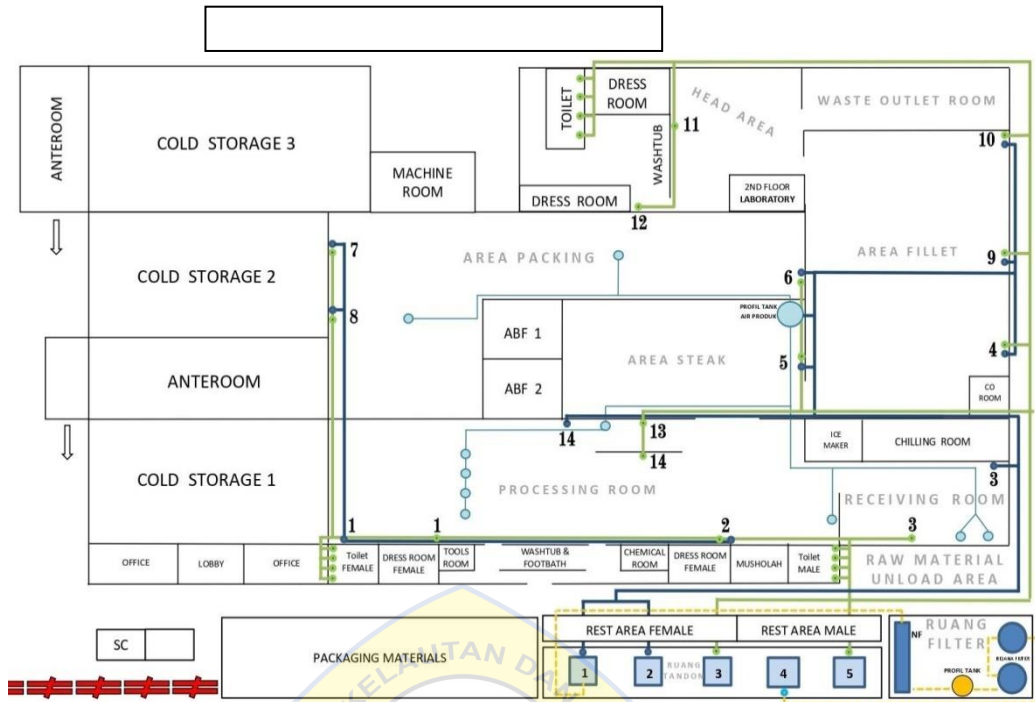 ANTEROOM
COLD STORAGE 3
MACHINE
ROOM
TOILET
DRESS
ROOM
WASHTUB
11
HEAD AREA
WASTE OUTLET ROOM
10
DRESS ROOM
12
2ND FLOOR
LABORATORY
7
COLD STORAGE 2
8
AREA PACKING
6
AREA FILLET
9
PROFIL TANK
AIR PRODUK
ABF 1
ABF 2
AREA STEAK
5
4
ANTEROOM
CO
ROOM
14
13
14
ICE
MAKER
CHILLING ROOM
3
COLD STORAGE 1
PROCESSING ROOM
RECEIVING ROOM
1
1
2
3
OFFICE
LOBBY
OFFICE
Toilet
FEMALE
DRESS ROOM
FEMALE
TOOLS
ROOM
WASHTUB &
FOOTBATH
CHEMICAL
ROOM
DRESS ROOM
FEMALE
MUSHOLAH
Toilet
MALE
RAW MATERIAL
UNLOAD AREA
SC
PACKAGING MATERIALS
REST AREA FEMALE
REST AREA MALE
1
2
RUANG
TANDON
3
4
5
NF
RUANG
FILTER
PROFIL TANK
KELAUTAN DA